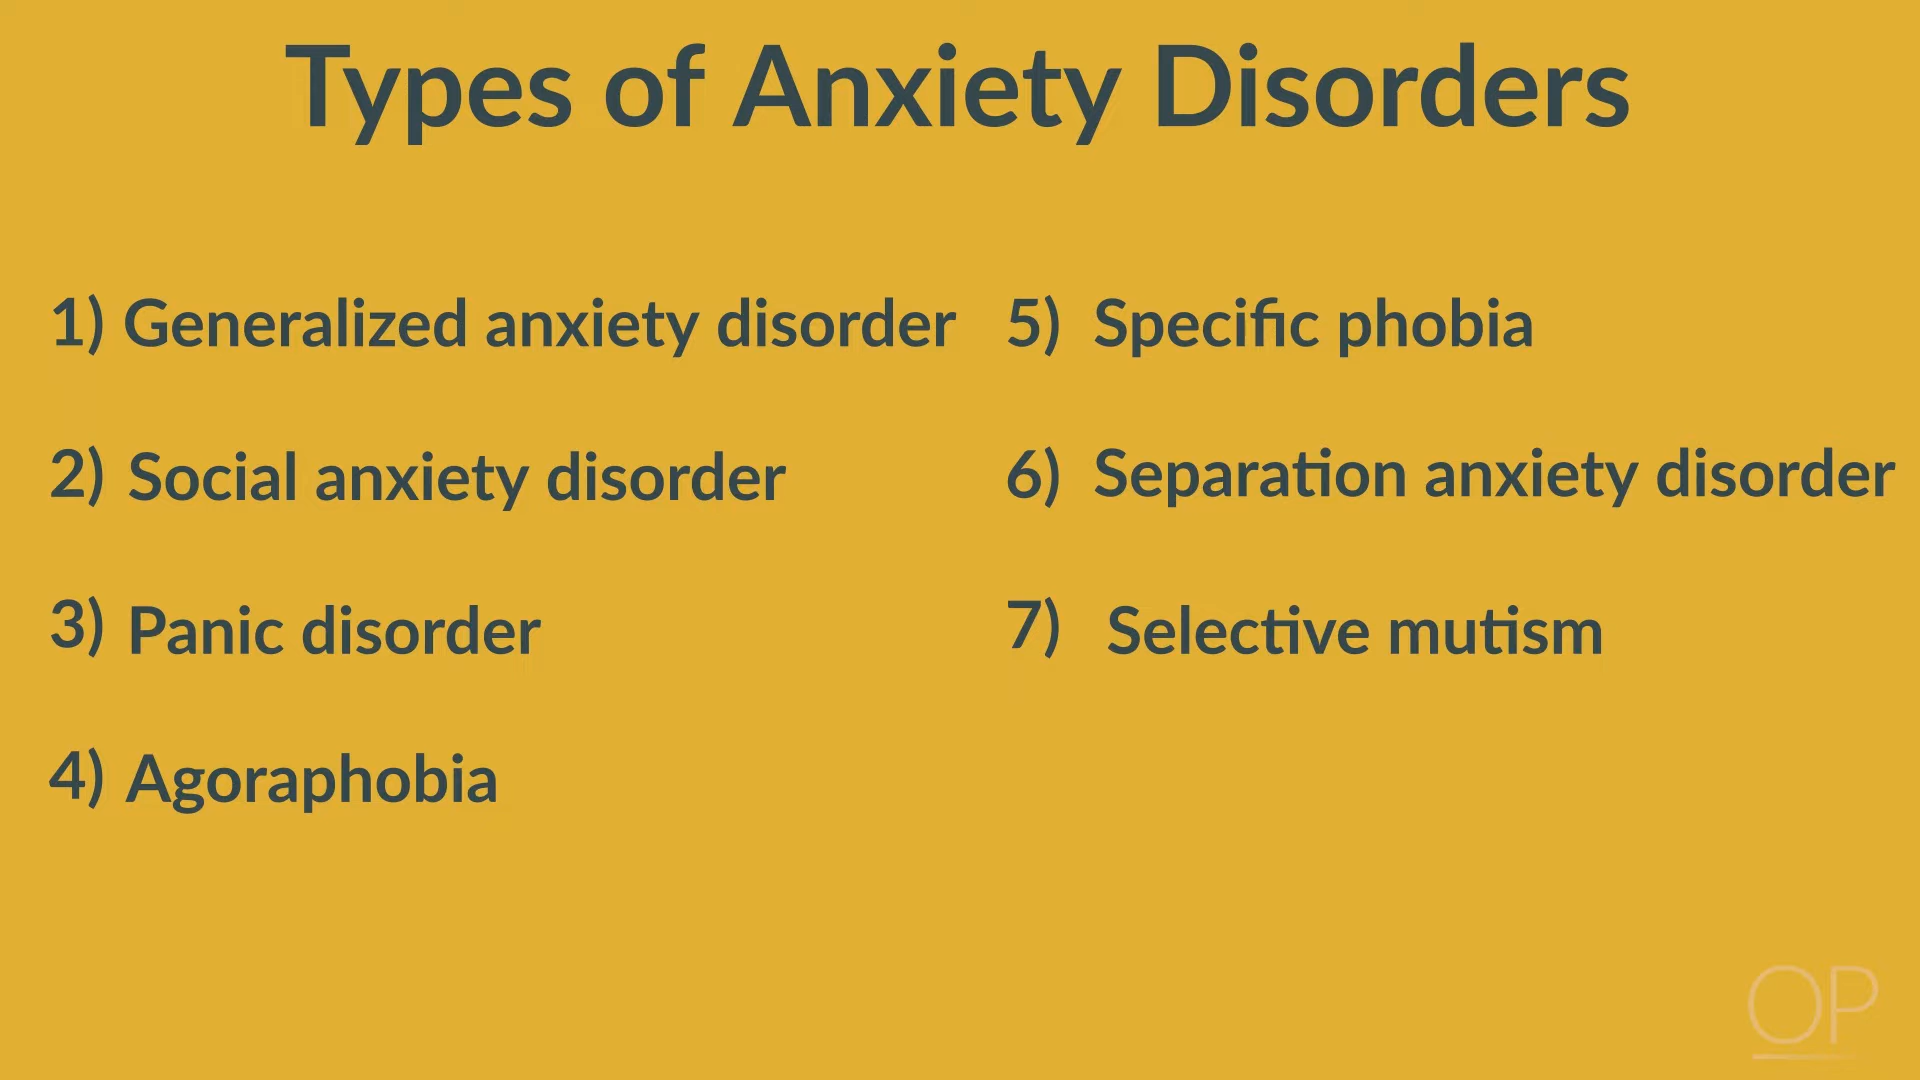 Types of Anxiety Disorders
1) Generalized anxiety disorder
2) Social anxiety disorder
3) Panic disorder
4) Agoraphobia
5) Specific phobia
6) Separation anxiety disorder
7) Selective mutism
OP